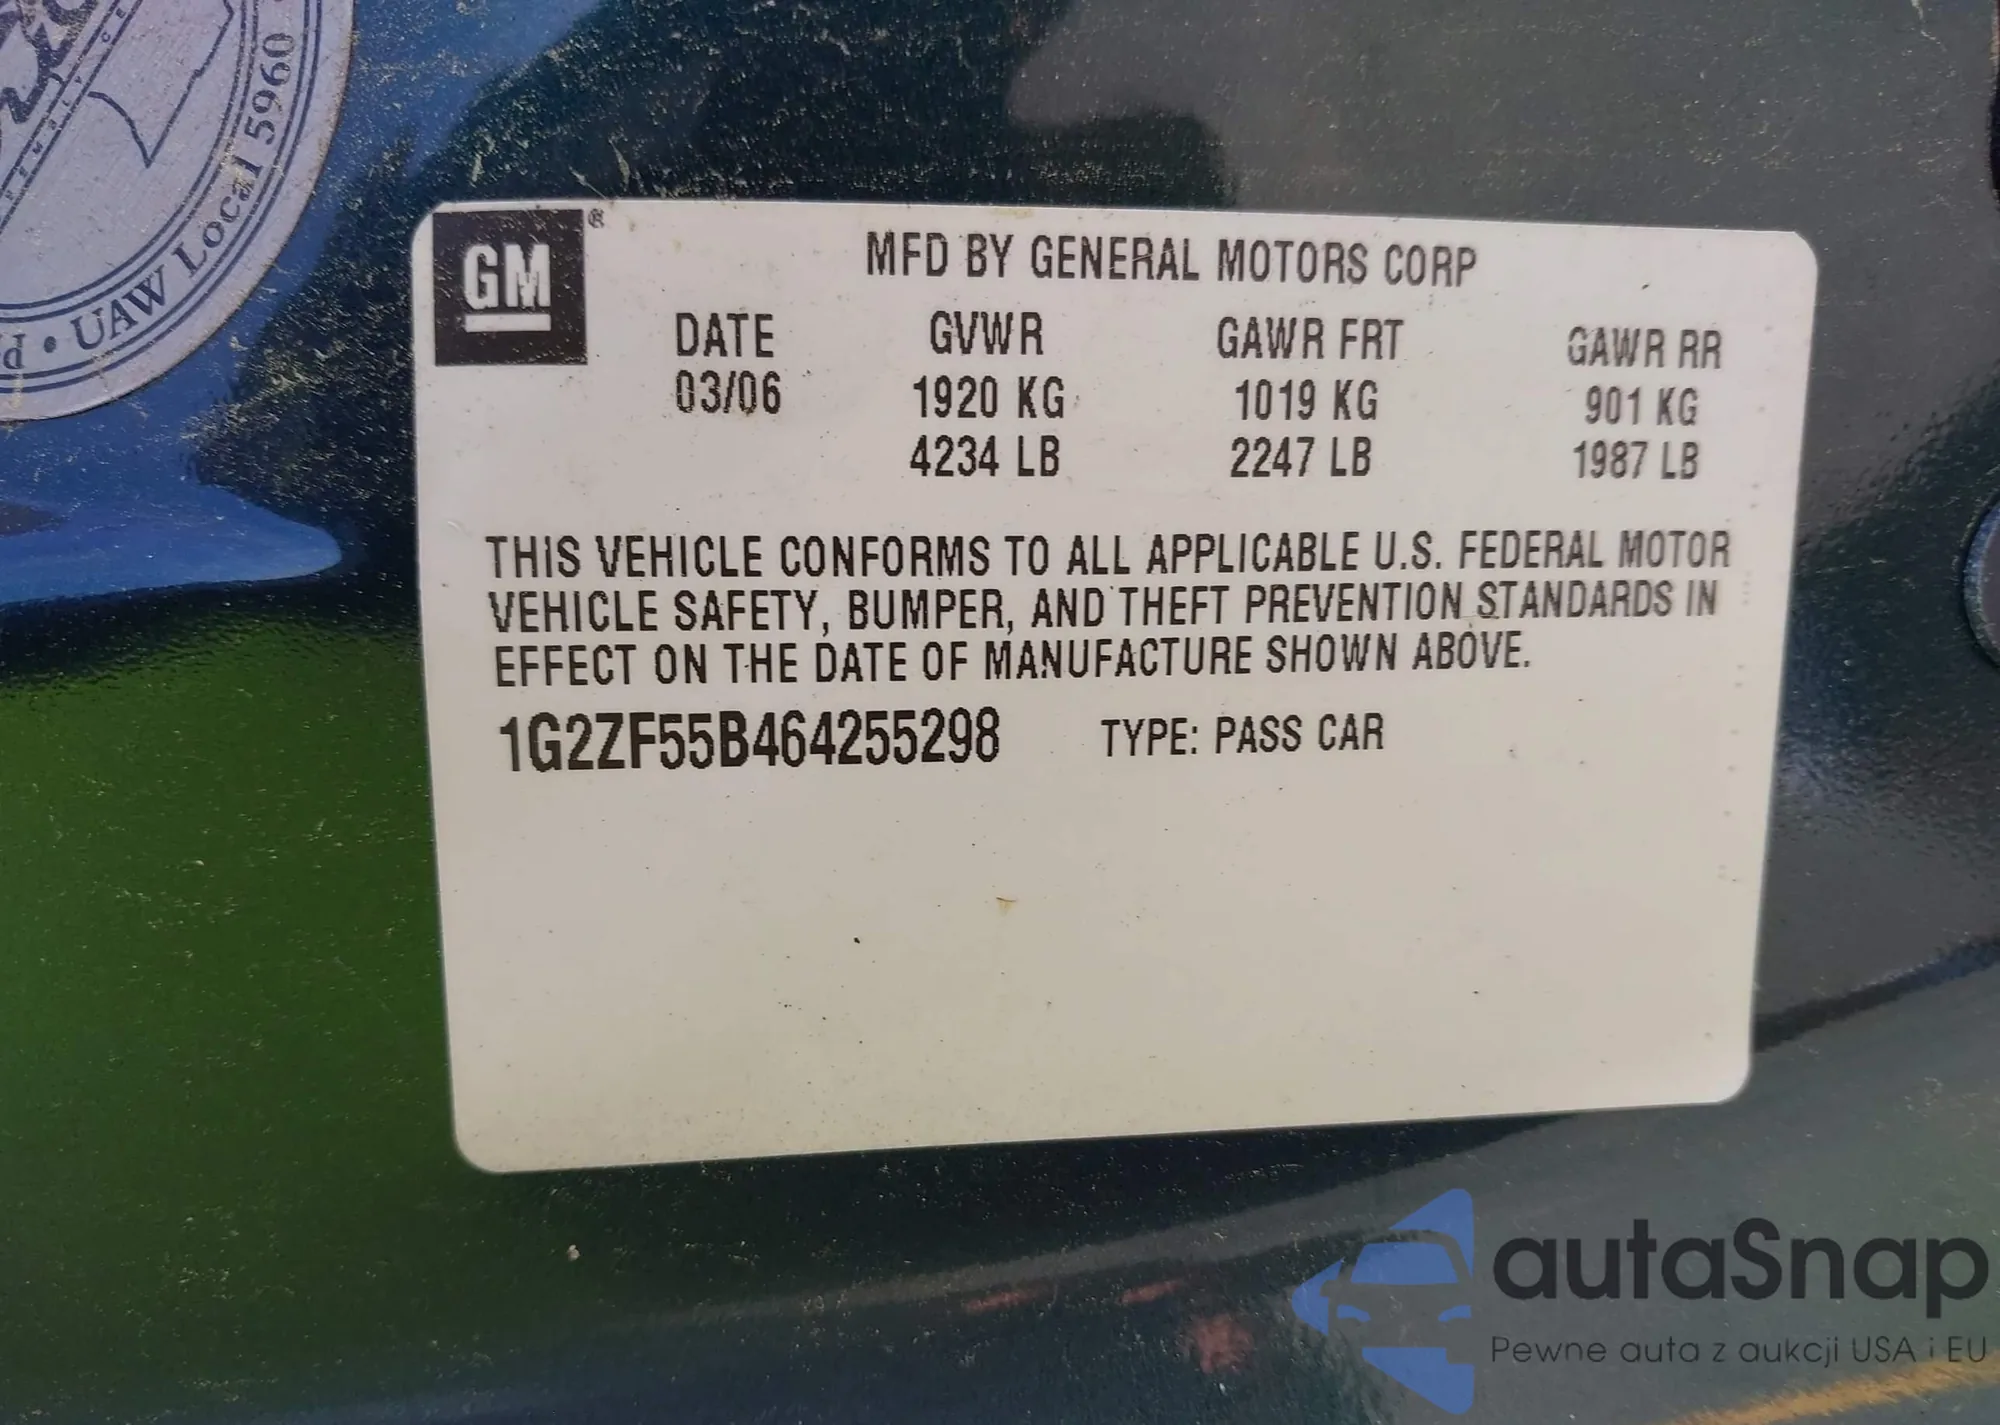 UAW Local 5960
GM
®
MFD BY GENERAL MOTORS CORP
DATE GVWR GAWR FRT GAWR RR
03/06 1920 KG 1019 KG 901 KG
4234 LB 2247 LB 1987 LB
THIS VEHICLE CONFORMS TO ALL APPLICABLE U.S. FEDERAL MOTOR
VEHICLE SAFETY, BUMPER, AND THEFT PREVENTION STANDARDS IN
EFFECT ON THE DATE OF MANUFACTURE SHOWN ABOVE.
1G2ZF55B464255298 TYPE: PASS CAR
autaSnap
Pewne auta z aukcji USA i EU